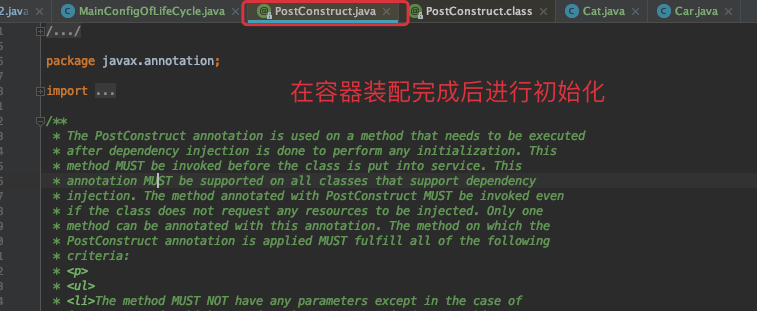 2.java MainConfigOfLifeCycle.java PostConstruct.java PostConstruct.class Cat.java Car.java
/.../
package javax.annotation;
import ...
在容器装配完成后进行初始化
/**
* The PostConstruct annotation is used on a method that needs to be executed
* after dependency injection is done to perform any initialization. This
* method MUST be invoked before the class is put into service. This
* annotation MUST be supported on all classes that support dependency
* injection. The method annotated with PostConstruct MUST be invoked even
* if the class does not request any resources to be injected. Only one
* method can be annotated with this annotation. The method on which the
* PostConstruct annotation is applied MUST fulfill all of the following
* criteria:
* <p>
* <ul>
* <li>The method MUST NOT have any parameters except in the case of